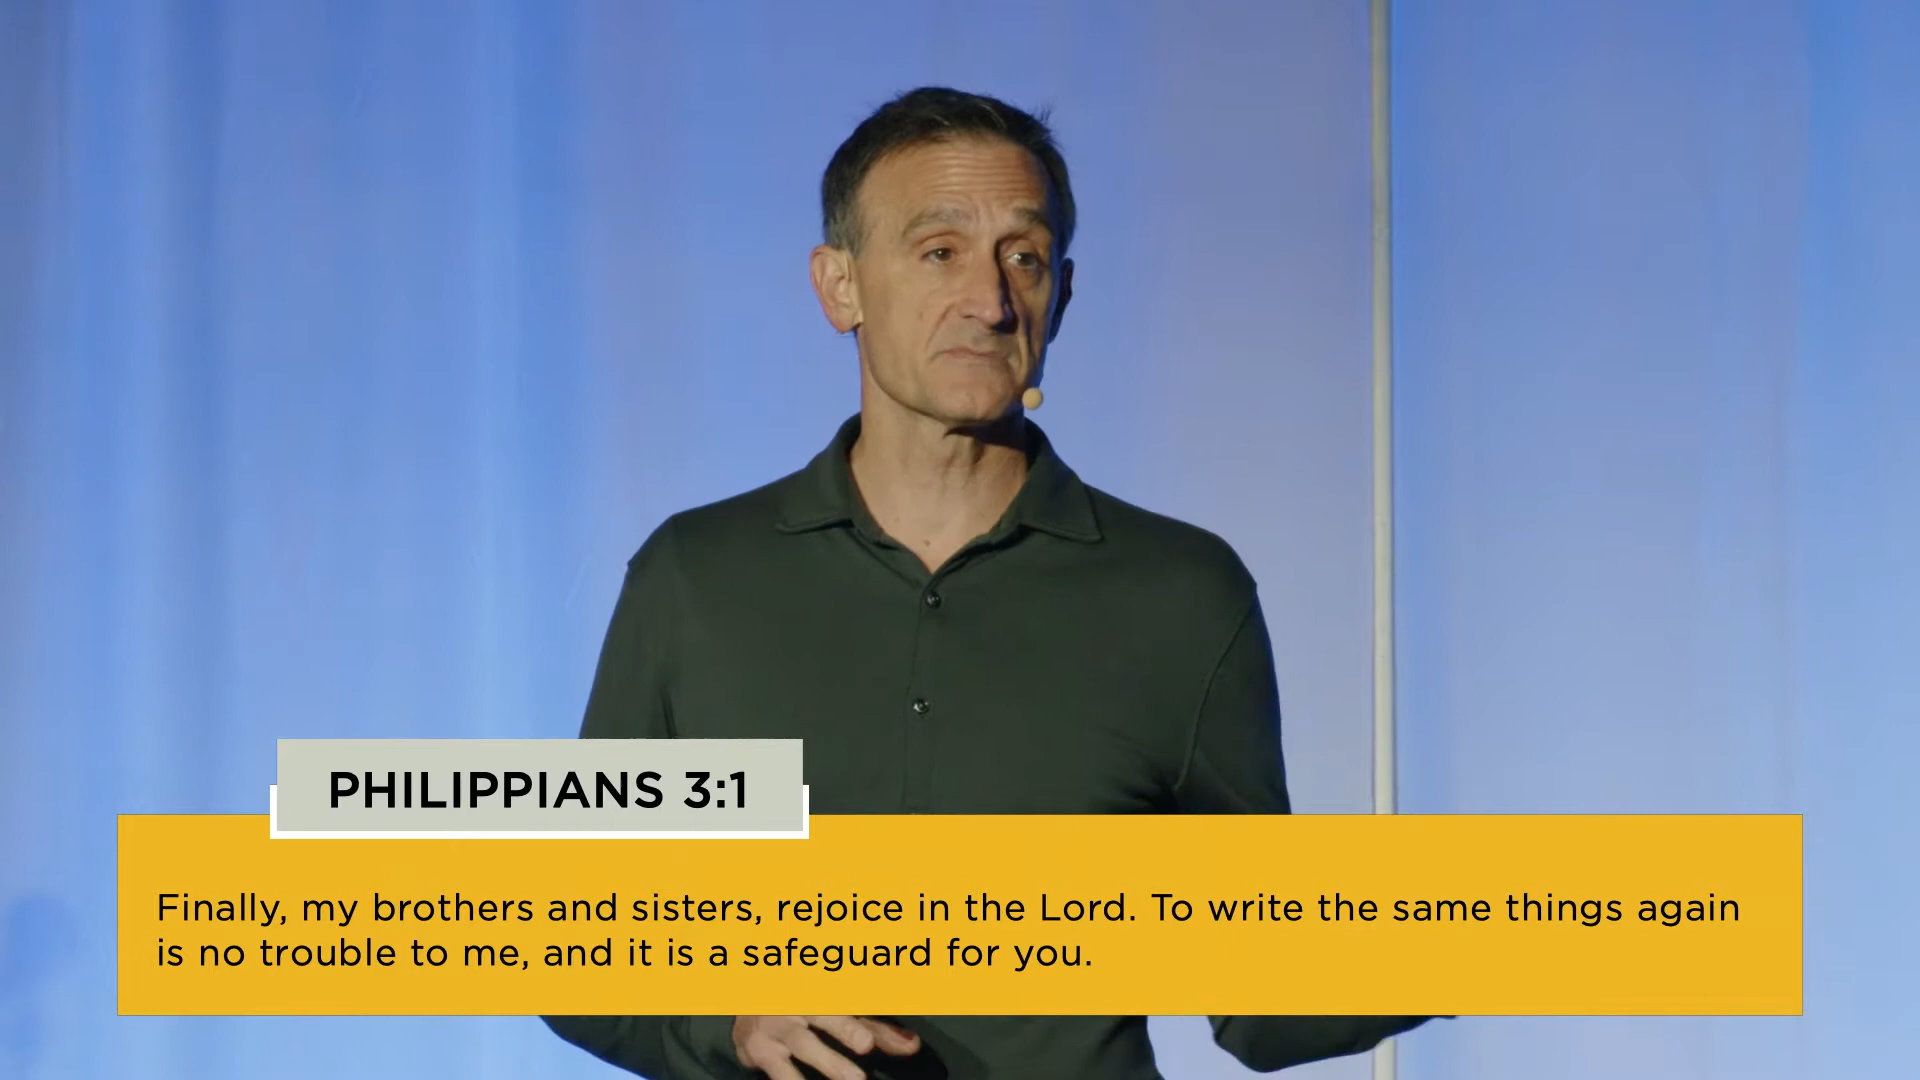 PHILIPPIANS 3:1
Finally, my brothers and sisters, rejoice in the Lord. To write the same things again
is no trouble to me, and it is a safeguard for you.